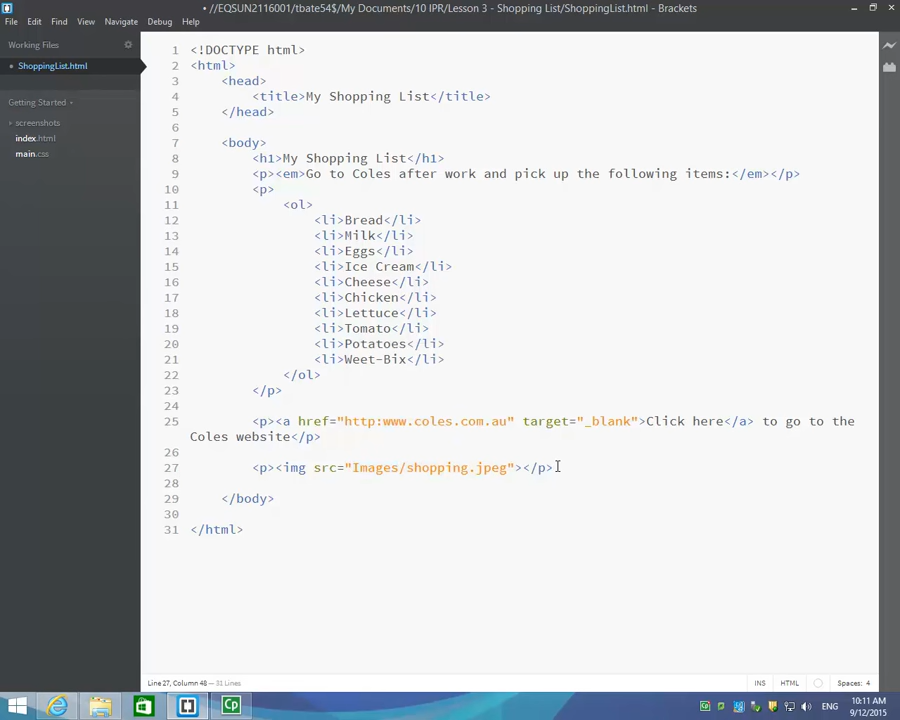 • //EQSUN2116001/tbate54$/My Documents/10 IPR/Lesson 3 - Shopping List/ShoppingList.html - Brackets
File Edit Find View Navigate Debug Help
Working Files
• ShoppingList.html
Getting Started
screenshots
index.html
main.css
1 <!DOCTYPE html>
2 <html>
3 <head>
4 <title>My Shopping List</title>
5 </head>
6
7 <body>
8 <h1>My Shopping List</h1>
9 <p><em>Go to Coles after work and pick up the following items:</em></p>
10 <p>
11 <ol>
12 <li>Bread</li>
13 <li>Milk</li>
14 <li>Eggs</li>
15 <li>Ice Cream</li>
16 <li>Cheese</li>
17 <li>Chicken</li>
18 <li>Lettuce</li>
19 <li>Tomato</li>
20 <li>Potatoes</li>
21 <li>Weet-Bix</li>
22 </ol>
23 </p>
24
25 <p><a href="http:www.coles.com.au" target="_blank">Click here</a> to go to the
Coles website</p>
26
27 <p><img src="Images/shopping.jpeg"></p>
28
29 </body>
30
31 </html>
Line 27, Column 48 — 31 Lines
INS HTML Spaces: 4
Cp
Cp ENG 10:11 AM
9/12/2015